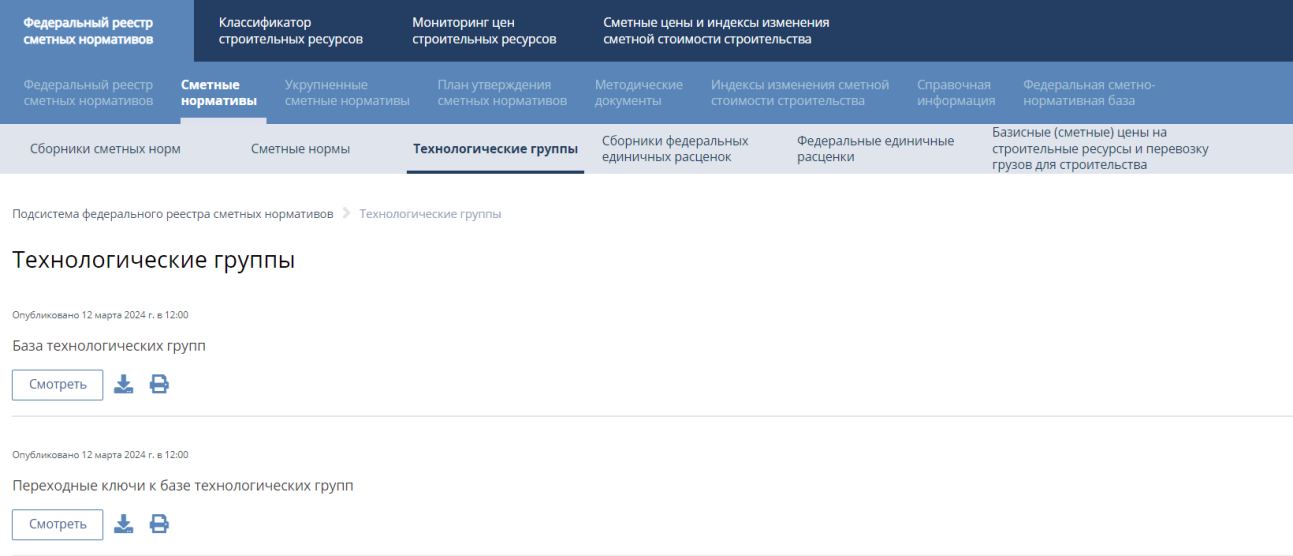 Федеральный реестр
сметных нормативов
Классификатор
строительных ресурсов
Мониторинг цен
строительных ресурсов
Сметные цены и индексы изменения
сметной стоимости строительства
Федеральный реестр
сметных нормативов
Сметные
нормативы
Укрупненные
сметные нормативы
План утверждения
сметных нормативов
Методические
документы
Индексы изменения сметной
стоимости строительства
Справочная
информация
Федеральная сметно-
нормативная база
Сборники сметных норм
Сметные нормы
Технологические группы
Сборники федеральных
единичных расценок
Федеральные единичные
расценки
Базисные (сметные) цены на
строительные ресурсы и перевозку
грузов для строительства
Подсистема федерального реестра сметных нормативов
Технологические группы
Технологические группы
Опубликовано 12 марта 2024 г. в 12:00
База технологических групп
Смотреть
Опубликовано 12 марта 2024 г. в 12:00
Переходные ключи к базе технологических групп
Смотреть